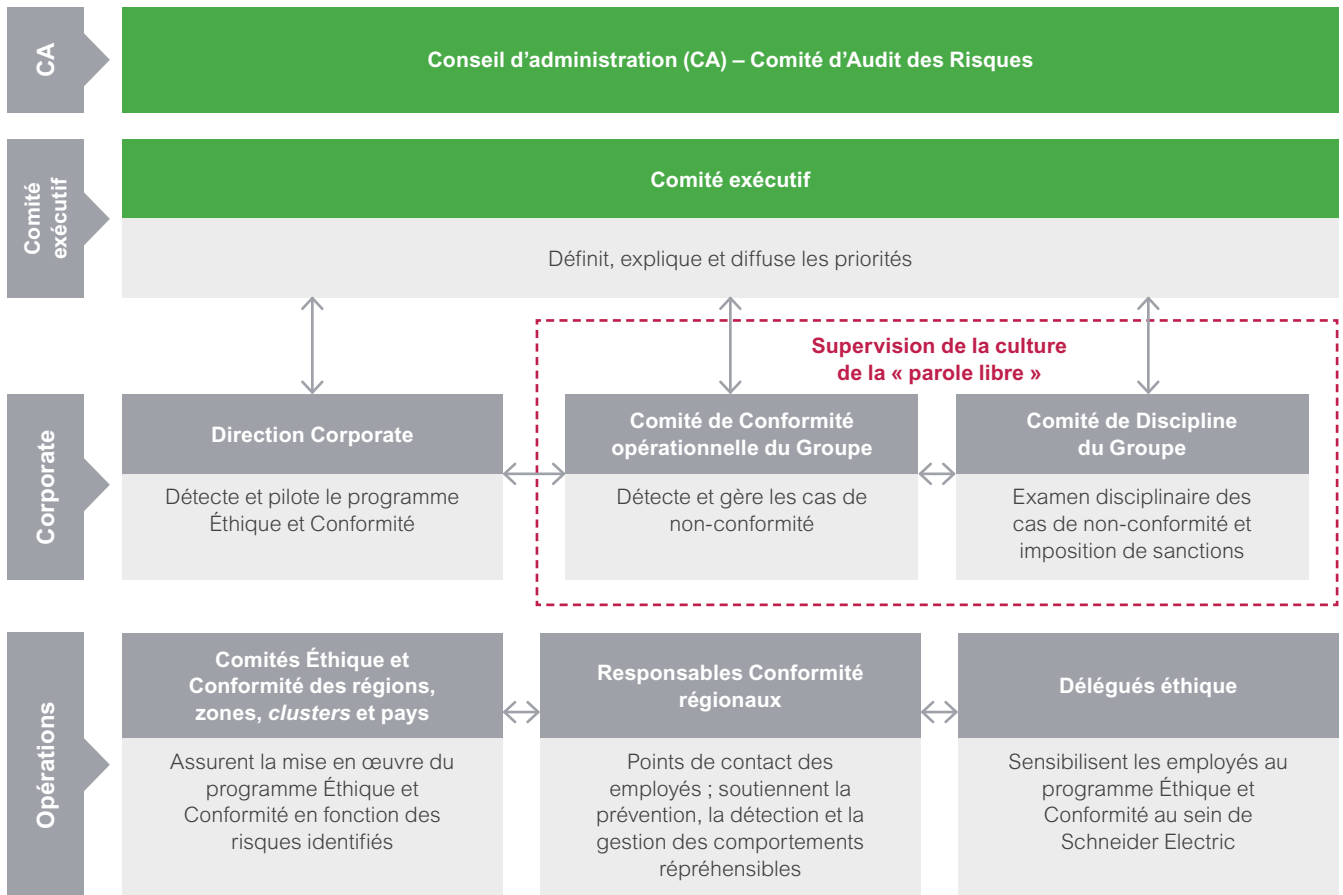 CA
Conseil d'administration (CA) – Comité d'Audit des Risques
Comité
exécutif
Comité exécutif
Définit, explique et diffuse les priorités
Supervision de la culture
de la « parole libre »
Corporate
Direction Corporate
Détecte et pilote le programme
Éthique et Conformité
Comité de Conformité
opérationnelle du Groupe
Détecte et gère les cas de
non-conformité
Comité de Discipline
du Groupe
Examen disciplinaire des
cas de non-conformité et
imposition de sanctions
Opérations
Comités Éthique et
Conformité des régions,
zones, clusters et pays
Assurent la mise en œuvre du
programme Éthique et
Conformité en fonction des
risques identifiés
Responsables Conformité
régionaux
Points de contact des
employés ; soutiennent la
prévention, la détection et la
gestion des comportements
répréhensibles
Délégués éthique
Sensibilisent les employés au
programme Éthique et
Conformité au sein de
Schneider Electric